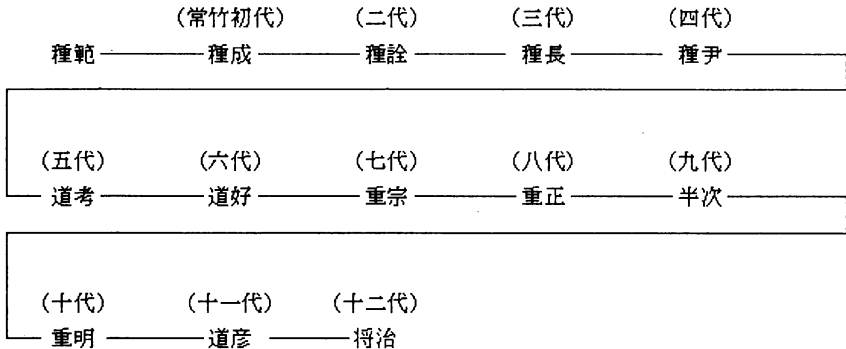 （常竹初代） （二代） （三代） （四代）
種範 種成 種詮 種長 種尹
（五代） （六代） （七代） （八代） （九代）
道考 道好 重宗 重正 半次
（十代） （十一代） （十二代）
重明 道彦 将治